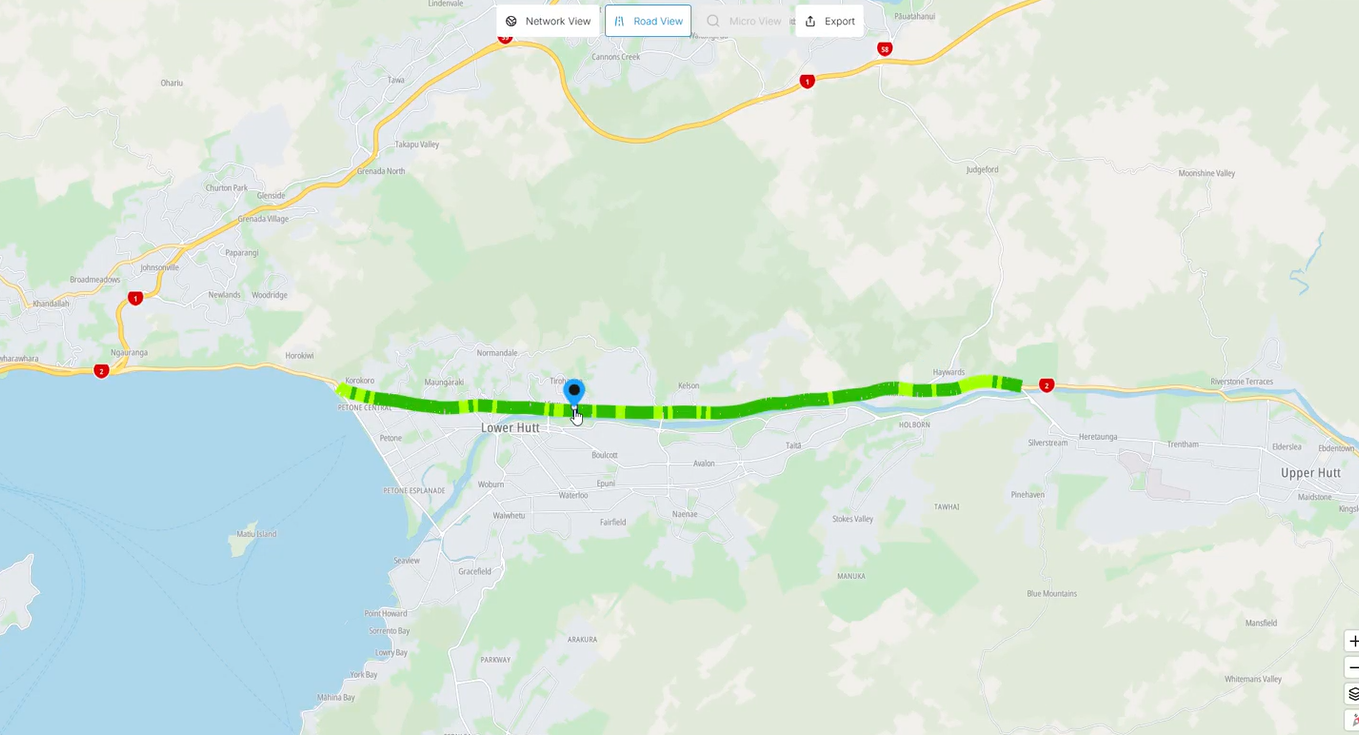 Lindenvale
Network View
Road View
Micro View
Export
Pāuatahanui
59
58
Cannons Creek
Ohariu
Tawa
1
Takapu Valley
Grenada North
Judgeford
Moonshine Valley
Churton Park
Glenside
Grenada Village
Paparangi
Johnsonville
Broadmeadows
Newlands
Woodridge
Khandallah
1
Ngauranga
Horokiwi
Normandale
2
Korokoro
Maungaraki
Kelson
Haywards
2
Riverstone Terraces
PETONE CENTRAL
Lower Hutt
HOLBORN
Petone
Taitā
Silverstream
Heretaunga
Trentham
Elderslea
Ebdentown
Boulcott
Avalon
Upper Hutt
Woburn
Epuni
PETONE ESPLANADE
Waterloo
Pinehaven
Maidstone
Waiwhetu
Fairfield
Naenae
Stokes Valley
TAWHAI
Matiu Island
Seaview
Gracefield
MANUKA
Blue Mountains
Point Howard
Mansfield
Sorrento Bay
ARAKURA
Lowry Bay
PARKWAY
York Bay
Whitemans Valley
Māhina Bay